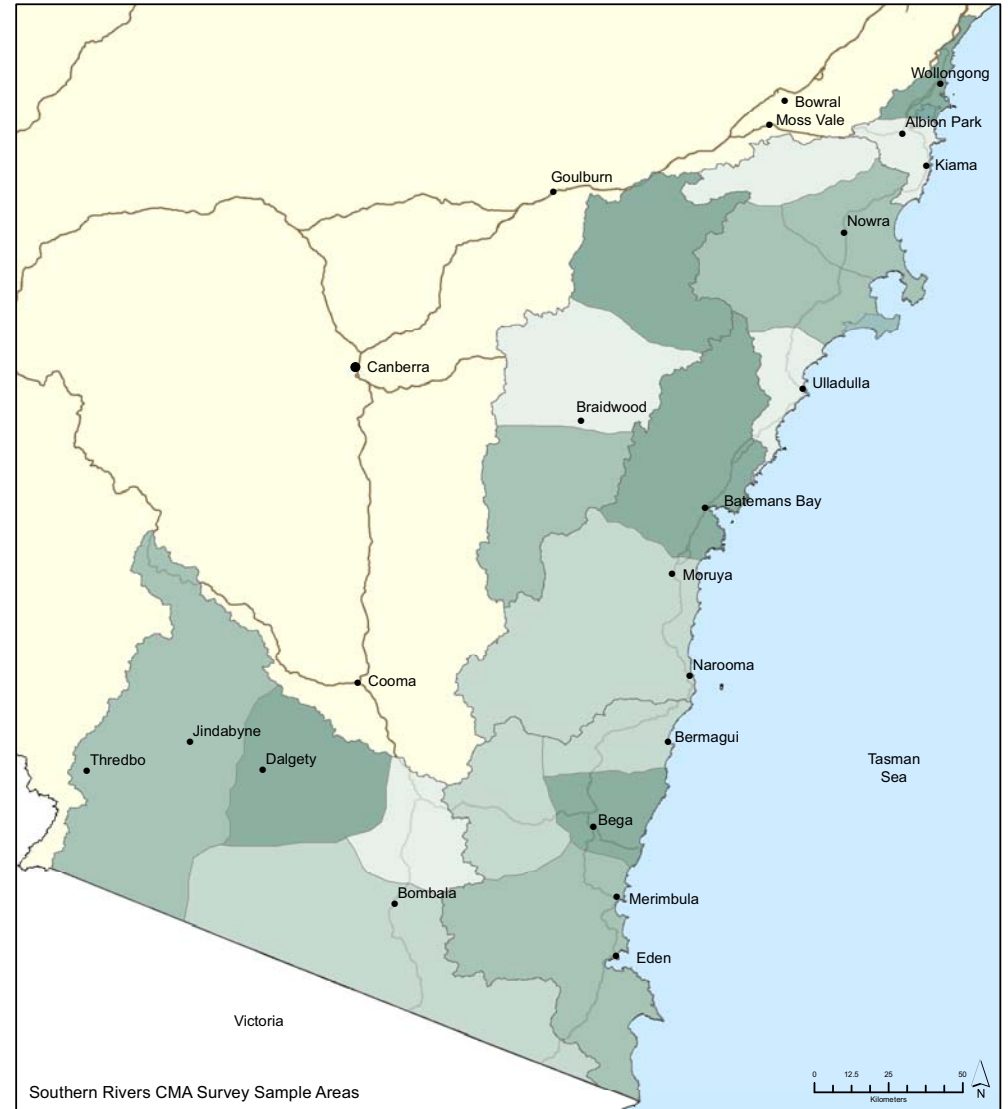 Wollongong
Bowral
Moss Vale
Albion Park
Kiama
Goulburn
Nowra
Canberra
Ulladulla
Braidwood
Batemans Bay
Moruya
Narooma
Cooma
Jindabyne
Bermagui
Thredbo
Dalgety
Tasman
Sea
Bega
Bombala
Merimbula
Eden
Victoria
Southern Rivers CMA Survey Sample Areas
0 12.5 25 50
Kilometers
N